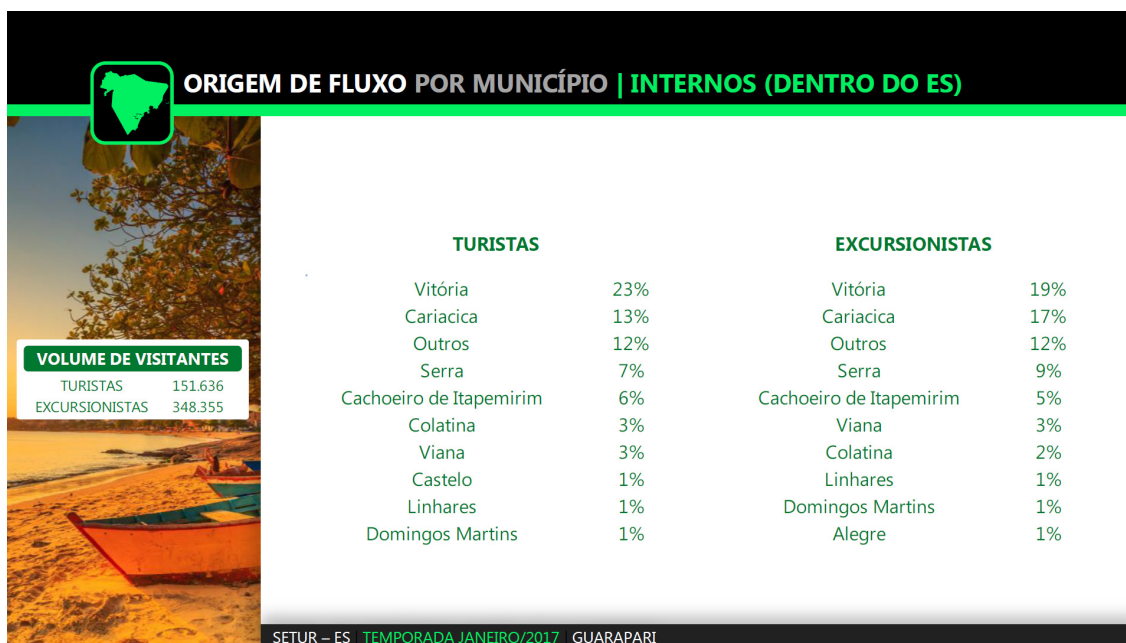 ORIGEM DE FLUXO POR MUNICÍPIO | INTERNOS (DENTRO DO ES)
VOLUME DE VISITANTES
TURISTAS 151.636
EXCURSIONISTAS 348.355
TURISTAS
Vitória 23%
Cariacica 13%
Outros 12%
Serra 7%
Cachoeiro de Itapemirim 6%
Colatina 3%
Viana 3%
Castelo 1%
Linhares 1%
Domingos Martins 1%
EXCURSIONISTAS
Vitória 19%
Cariacica 17%
Outros 12%
Serra 9%
Cachoeiro de Itapemirim 5%
Viana 3%
Colatina 2%
Linhares 1%
Domingos Martins 1%
Alegre 1%
SETUR – ES | TEMPORADA JANEIRO/2017 | GUARAPARI